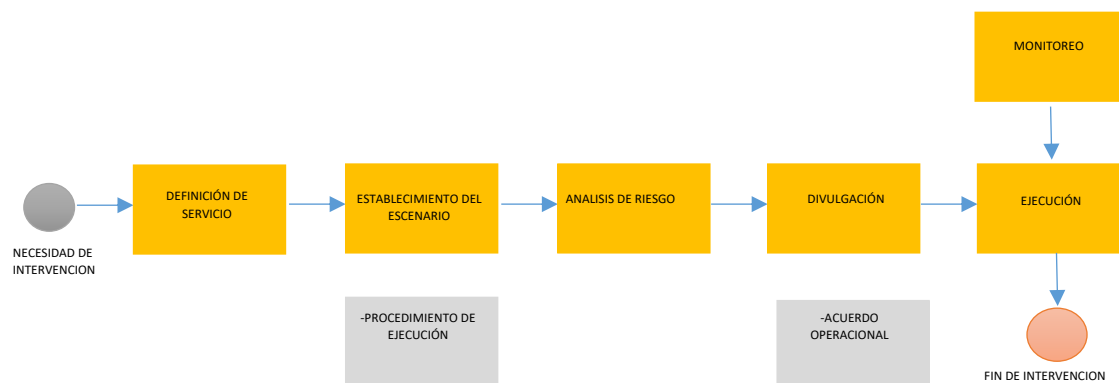 MONITOREO
DEFINICIÓN DE
SERVICIO
ESTABLECIMIENTO DEL
ESCENARIO
ANALISIS DE RIESGO
DIVULGACIÓN
EJECUCIÓN
NECESIDAD DE
INTERVENCION
-PROCEDIMIENTO DE
EJECUCIÓN
-ACUERDO
OPERACIONAL
FIN DE INTERVENCION